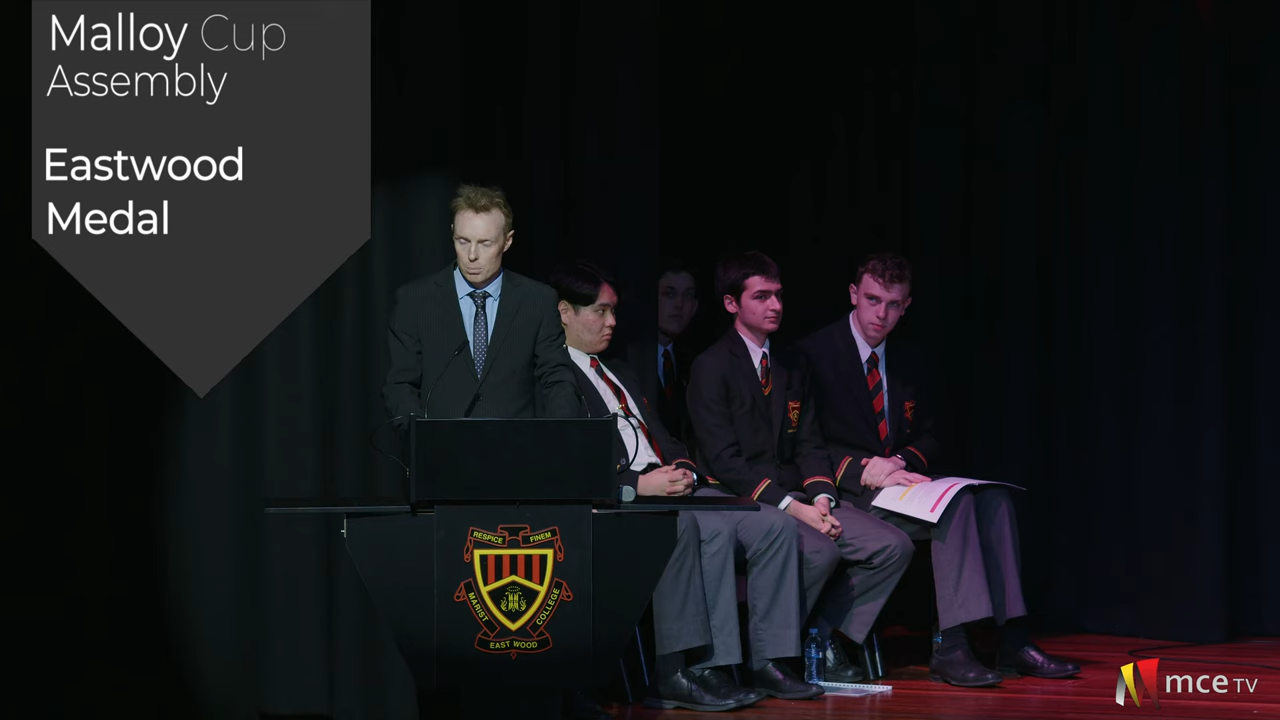 Malloy Cup
Assembly
Eastwood
Medal
RESPICE FINEM
MARIST COLLEGE
EAST WOOD
mce TV